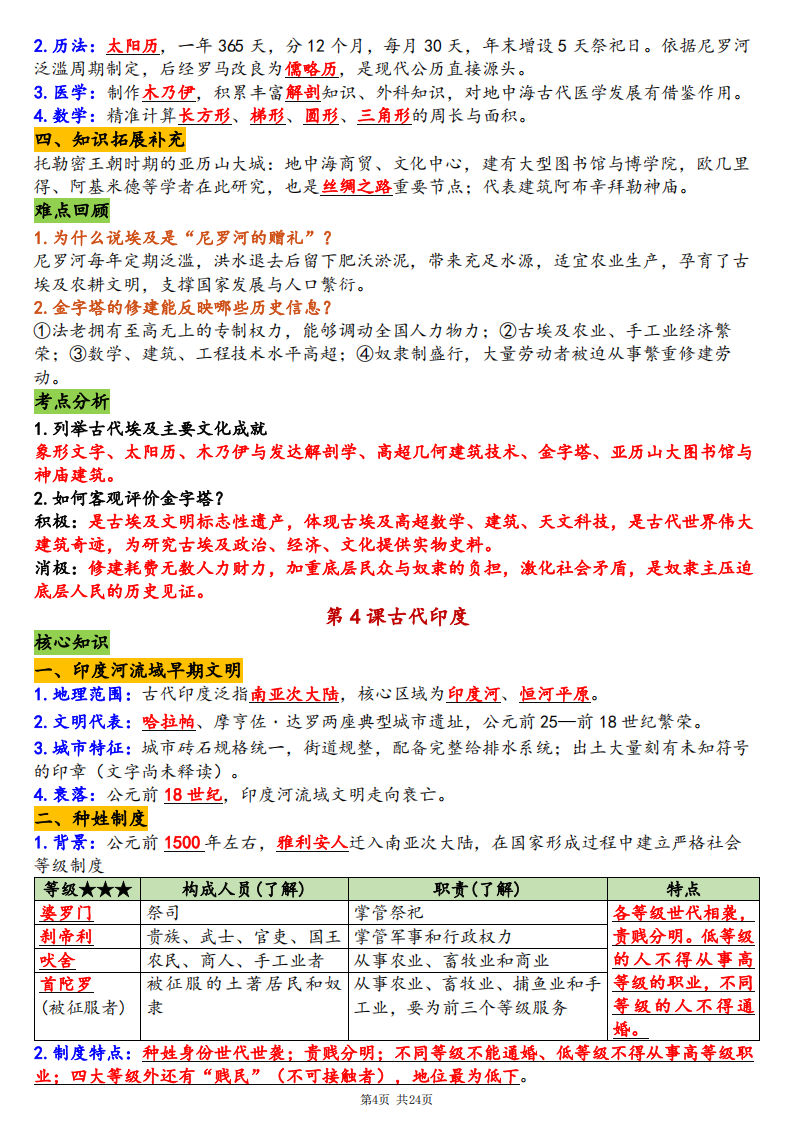 2.历法：太阳历，一年 365 天，分 12 个月，每月 30 天，年末增设 5 天祭祀日。依据尼罗河
泛滥周期制定，后经罗马改良为儒略历，是现代公历直接源头。
3.医学：制作木乃伊，积累丰富解剖知识、外科知识，对地中海古代医学发展有借鉴作用。
4.数学：精准计算长方形、梯形、圆形、三角形的周长与面积。
四、知识拓展补充
托勒密王朝时期的亚历山大城：地中海商贸、文化中心，建有大型图书馆与博学院，欧几里
得、阿基米德等学者在此研究，也是丝绸之路重要节点；代表建筑阿布辛拜勒神庙。
难点回顾
1.为什么说埃及是“尼罗河的赠礼”？
尼罗河每年定期泛滥，洪水退去后留下肥沃淤泥，带来充足水源，适宜农业生产，孕育了古
埃及农耕文明，支撑国家发展与人口繁衍。
2.金字塔的修建能反映哪些历史信息？
①法老拥有至高无上的专制权力，能够调动全国人力物力；②古埃及农业、手工业经济繁
荣；③数学、建筑、工程技术水平高超；④奴隶制盛行，大量劳动者被迫从事繁重修建劳
动。
考点分析
1.列举古代埃及主要文化成就
象形文字、太阳历、木乃伊与发达解剖学、高超几何建筑技术、金字塔、亚历山大图书馆与
神庙建筑。
2.如何客观评价金字塔？
积极：是古埃及文明标志性遗产，体现古埃及高超数学、建筑、天文科技，是古代世界伟大
建筑奇迹，为研究古埃及政治、经济、文化提供实物史料。
消极：修建耗费无数人力财力，加重底层民众与奴隶的负担，激化社会矛盾，是奴隶主压迫
底层人民的历史见证。
第 4 课古代印度
核心知识
一、印度河流域早期文明
1.地理范围：古代印度泛指南亚次大陆，核心区域为印度河、恒河平原。
2.文明代表：哈拉帕、摩亨佐·达罗两座典型城市遗址，公元前 25—前 18 世纪繁荣。
3.城市特征：城市砖石规格统一，街道规整，配备完整给排水系统；出土大量刻有未知符号
的印章（文字尚未释读）。
4.衰落：公元前 18 世纪，印度河流域文明走向衰亡。
二、种姓制度
1.背景：公元前 1500 年左右，雅利安人迁入南亚次大陆，在国家形成过程中建立严格社会
等级制度
等级★★★ 构成人员(了解) 职责(了解) 特点
婆罗门 祭司 掌管祭祀 各等级世代相袭，
刹帝利 贵族、武士、官吏、国王 掌管军事和行政权力 贵贱分明。低等级
吠舍 农民、商人、手工业者 从事农业、畜牧业和商业 的人不得从事高
首陀罗 被征服的土著居民和奴 从事农业、畜牧业、捕鱼业和手 等级的职业，不同
(被征服者) 隶 工业，要为前三个等级服务 等级的人不得通
婚。
2.制度特点：种姓身份世代世袭；贵贱分明；不同等级不能通婚、低等级不得从事高等级职
业；四大等级外还有“贱民”（不可接触者），地位最为低下。
第4页 共24页